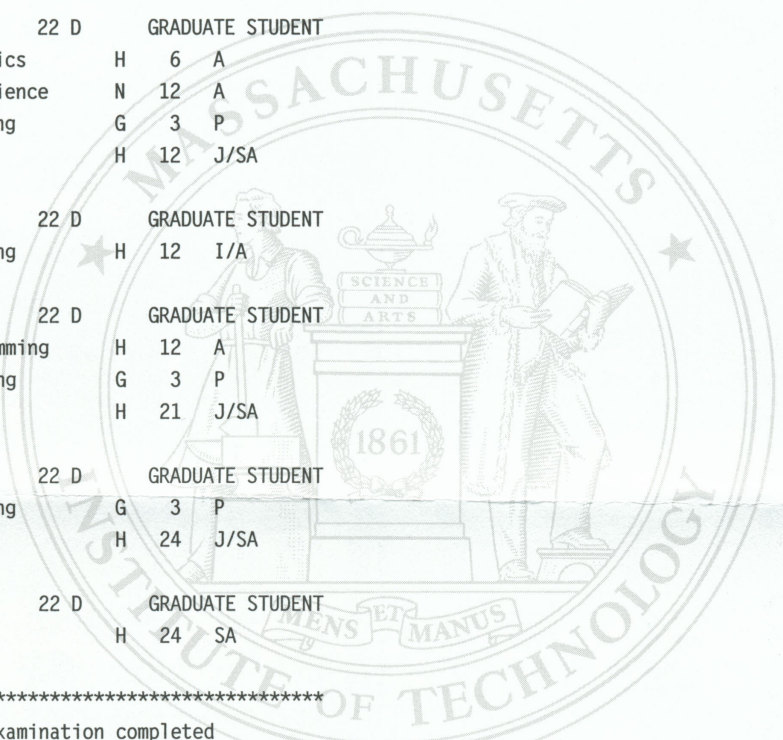 22 D GRADUATE STUDENT
ics H 6 A
ience N 12 A
ng G 3 P
H 12 J/SA
22 D GRADUATE STUDENT
ng H 12 I/A
22 D GRADUATE STUDENT
mming H 12 A
ng G 3 P
H 21 J/SA
22 D GRADUATE STUDENT
ng G 3 P
H 24 J/SA
22 D GRADUATE STUDENT
H 24 SA
*******************************
xamination completed
MASSACHUSETTS
INSTITUTE OF TECHNOLOGY
SCIENCE
AND
ARTS
1861
MENS ET MANUS